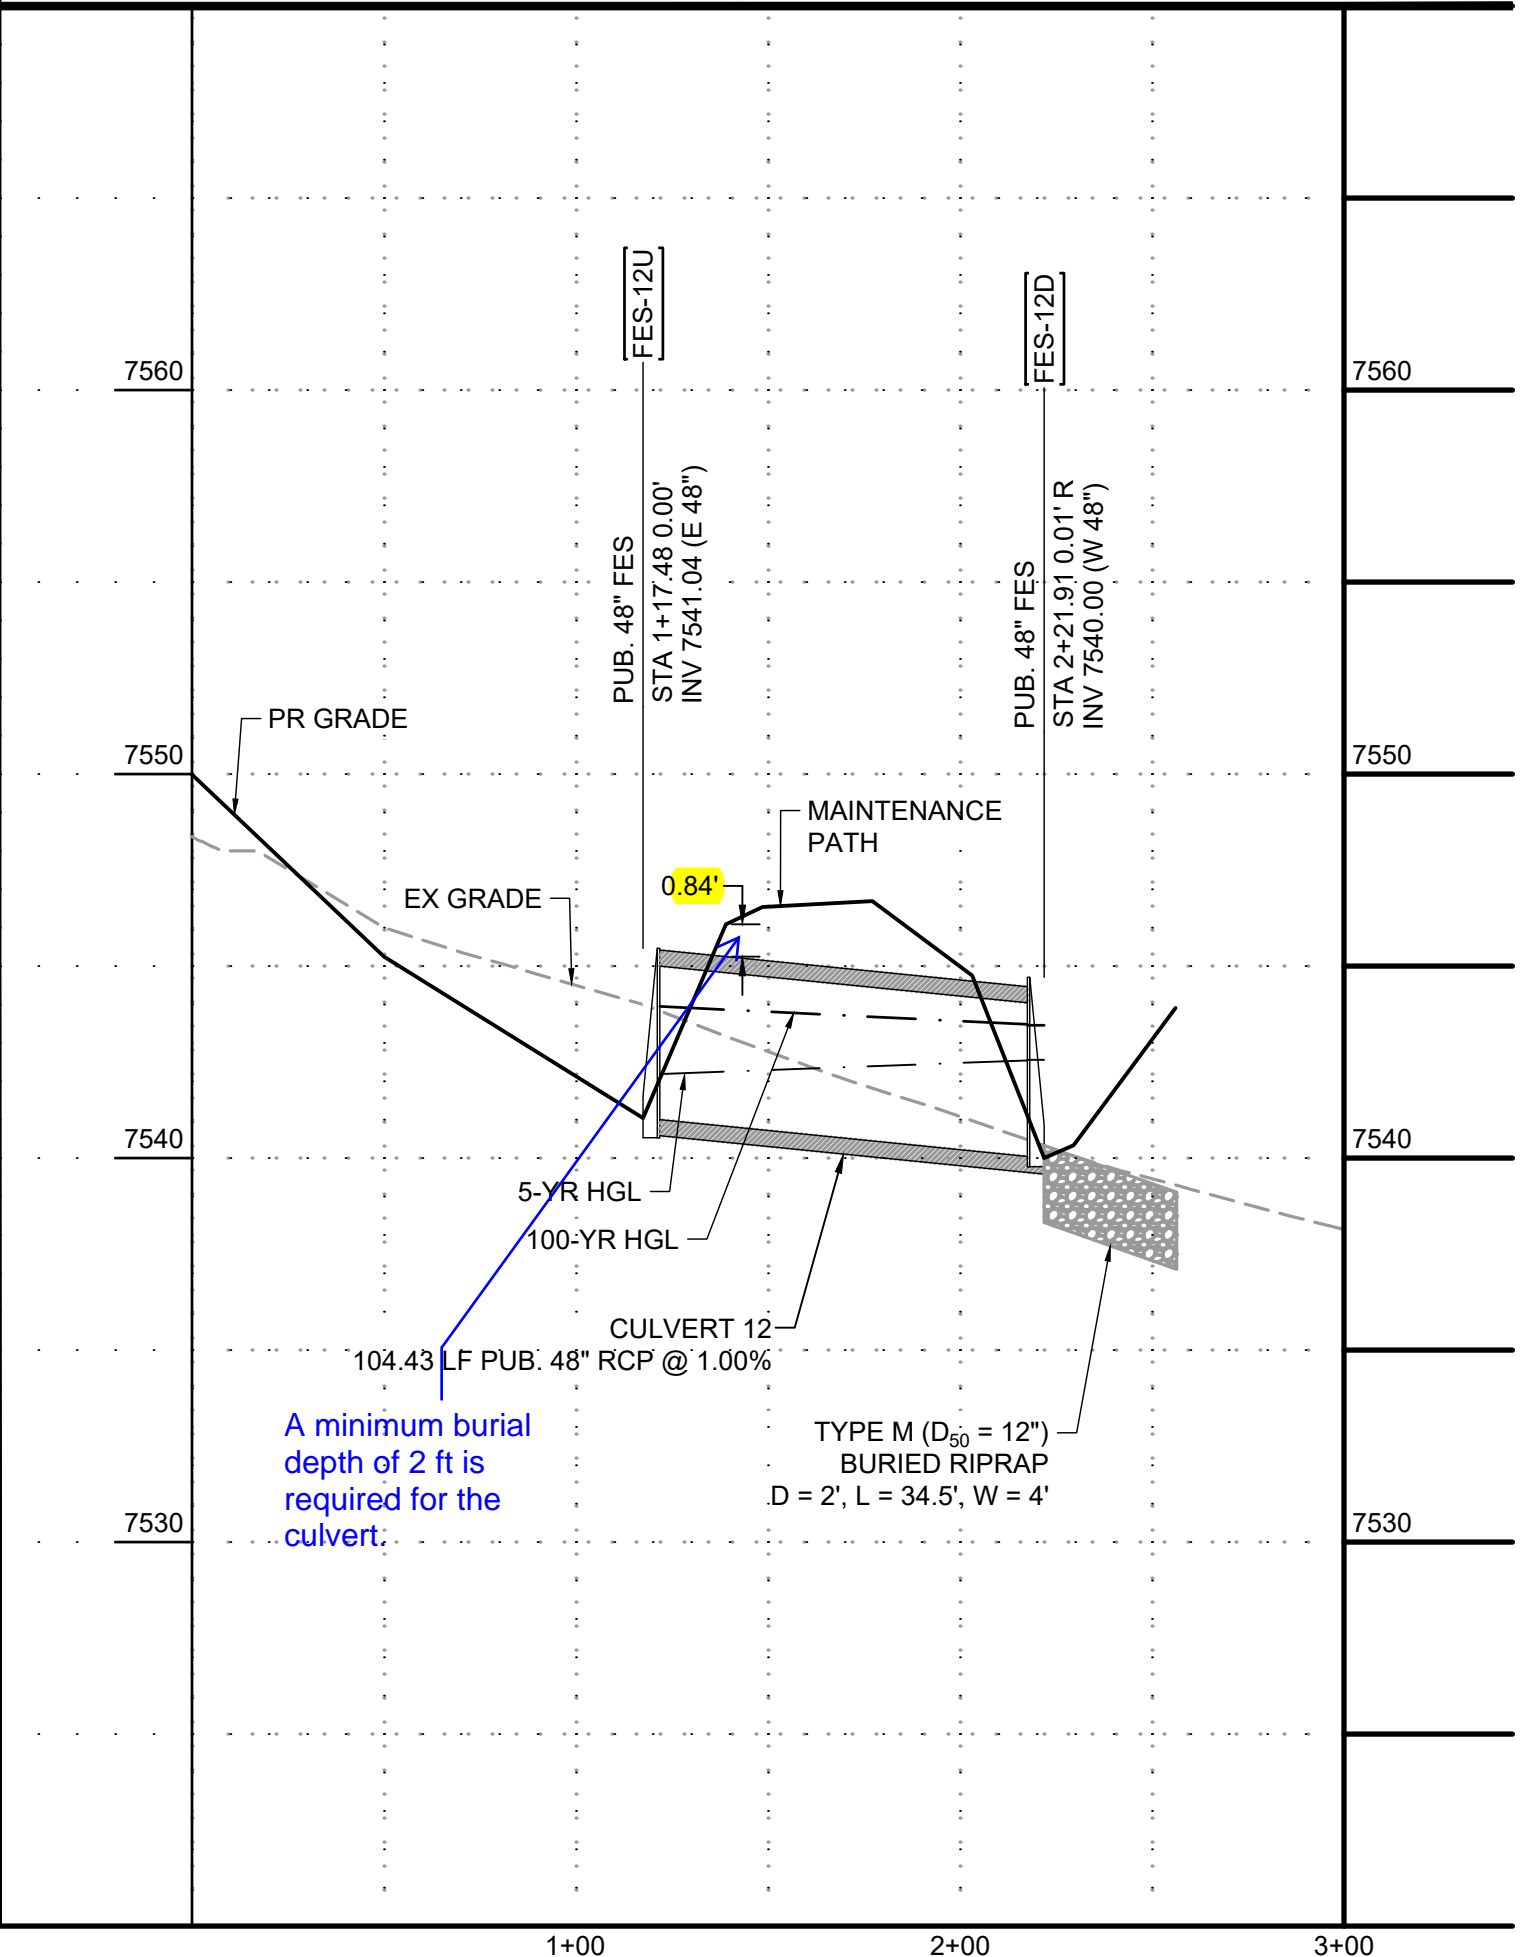 FES-12U
FES-12D
7560
7560
PUB. 48" FES
STA 1+17.48 0.00'
INV 7541.04 (E 48")
PUB. 48" FES
STA 2+21.91 0.01' R
INV 7540.00 (W 48")
PR GRADE
7550
7550
MAINTENANCE
PATH
0.84'
EX GRADE
7540
7540
5-YR HGL
100-YR HGL
CULVERT 12
104.43 LF PUB. 48" RCP @ 1.00%
A minimum burial
depth of 2 ft is
required for the
culvert.
TYPE M (D50 = 12")
BURIED RIPRAP
D = 2', L = 34.5', W = 4'
7530
7530
1+00
2+00
3+00